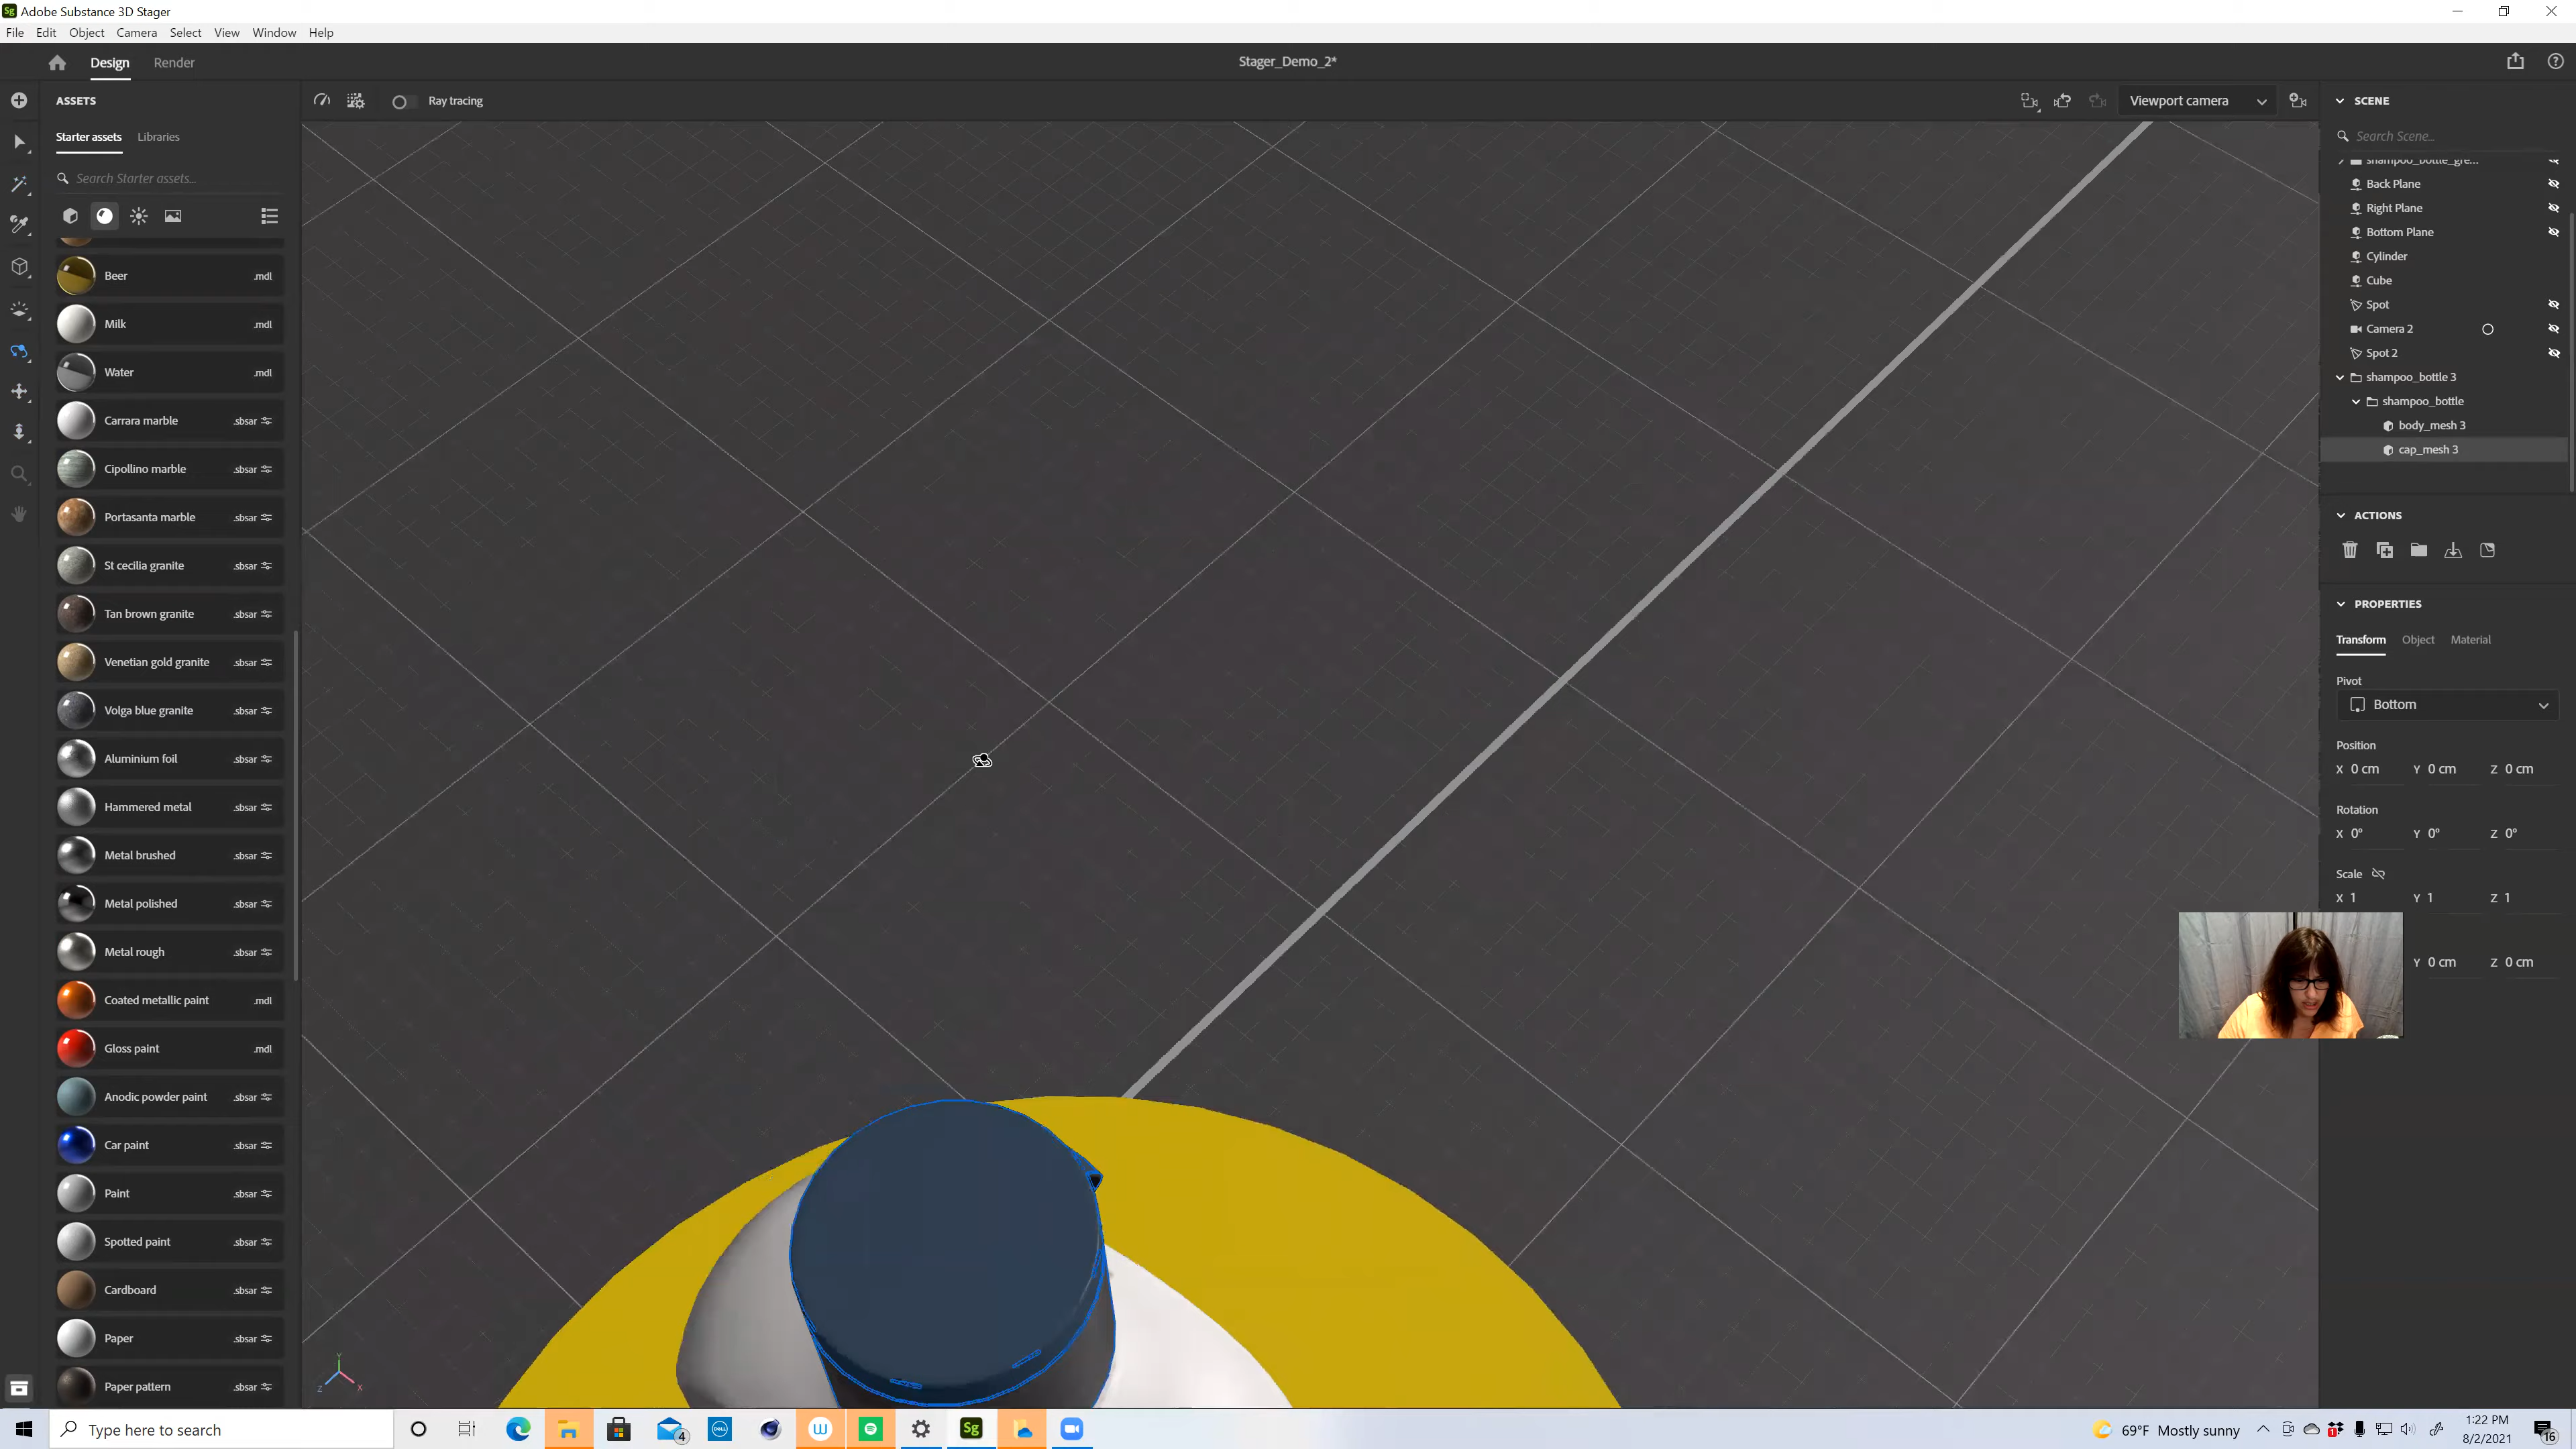 Sg Adobe Substance 3D Stager
File Edit Object Camera Select View Window Help
Design Render Stager_Demo_2*
ASSETS
Starter assets Libraries
Search Starter assets...
Beer .mdl
Milk .mdl
Water .mdl
Carrara marble .sbsar
Cipollino marble .sbsar
Portasanta marble .sbsar
St cecilia granite .sbsar
Tan brown granite .sbsar
Venetian gold granite .sbsar
Volga blue granite .sbsar
Aluminium foil .sbsar
Hammered metal .sbsar
Metal brushed .sbsar
Metal polished .sbsar
Metal rough .sbsar
Coated metallic paint .mdl
Gloss paint .mdl
Anodic powder paint .sbsar
Car paint .sbsar
Paint .sbsar
Spotted paint .sbsar
Cardboard .sbsar
Paper .sbsar
Paper pattern .sbsar
Ray tracing
Viewport camera
Y
Z X
SCENE
Search Scene...
shampoo_bottle_gre...
Back Plane
Right Plane
Bottom Plane
Cylinder
Cube
Spot
Camera 2
Spot 2
shampoo_bottle 3
shampoo_bottle
body_mesh 3
cap_mesh 3
ACTIONS
PROPERTIES
Transform Object Material
Pivot
Bottom
Position
X 0 cm Y 0 cm Z 0 cm
Rotation
X 0° Y 0° Z 0°
Scale
X 1 Y 1 Z 1
Y 0 cm Z 0 cm
Type here to search
4
DELL
W
Sg
69°F Mostly sunny
1
1:22 PM
8/2/2021
16